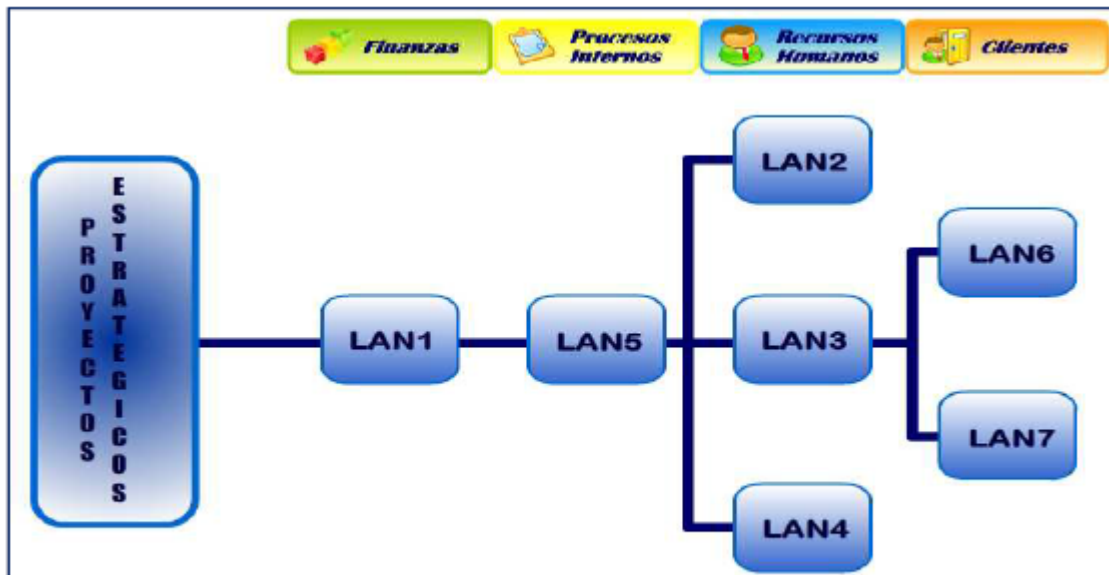 Finanzas
Procesos
Internos
Recursos
Humanos
Clientes
PROYECTOS
ESTRATEGICOS
LAN1
LAN5
LAN2
LAN3
LAN4
LAN6
LAN7